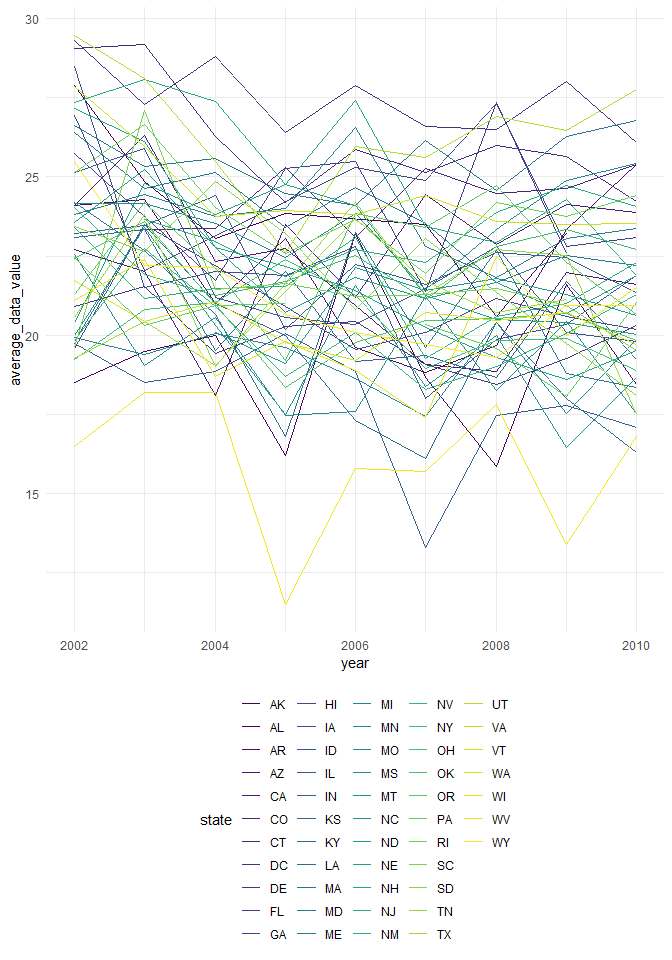 30
25
20
15
average_data_value
2002 2004 2006 2008 2010
year
state
AK HI MI NV UT
AL IA MN NY VA
AR ID MO OH VT
AZ IL MS OK WA
CA IN MT OR WI
CO KS NC PA WV
CT KY ND RI WY
DC LA NE SC
DE MA NH SD
FL MD NJ TN
GA ME NM TX